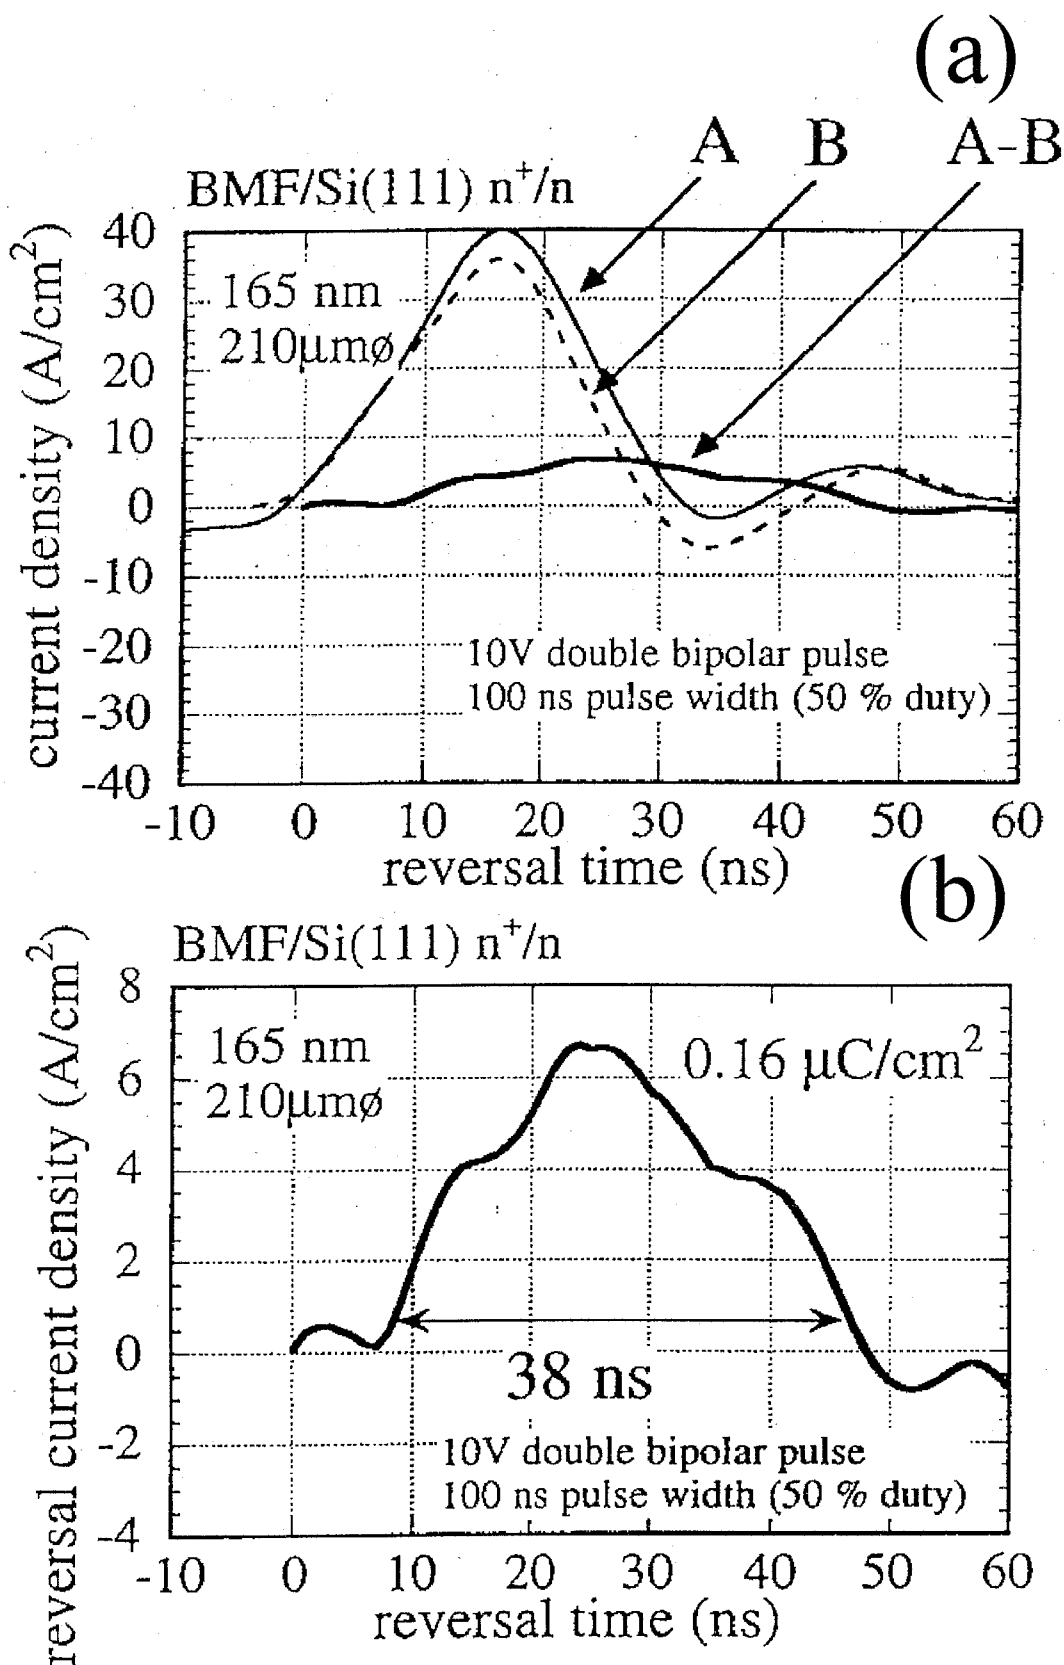 (a)
A B A-B
BMF/Si(111) n⁺/n
current density (A/cm²)
40
30
20
10
0
-10
-20
-30
-40
165 nm
210μmø
10V double bipolar pulse
100 ns pulse width (50 % duty)
-10 0 10 20 30 40 50 60
reversal time (ns)
(b)
BMF/Si(111) n⁺/n
reversal current density (A/cm²)
8
6
4
2
0
-2
-4
165 nm
210μmø
0.16 μC/cm²
38 ns
10V double bipolar pulse
100 ns pulse width (50 % duty)
-10 0 10 20 30 40 50 60
reversal time (ns)